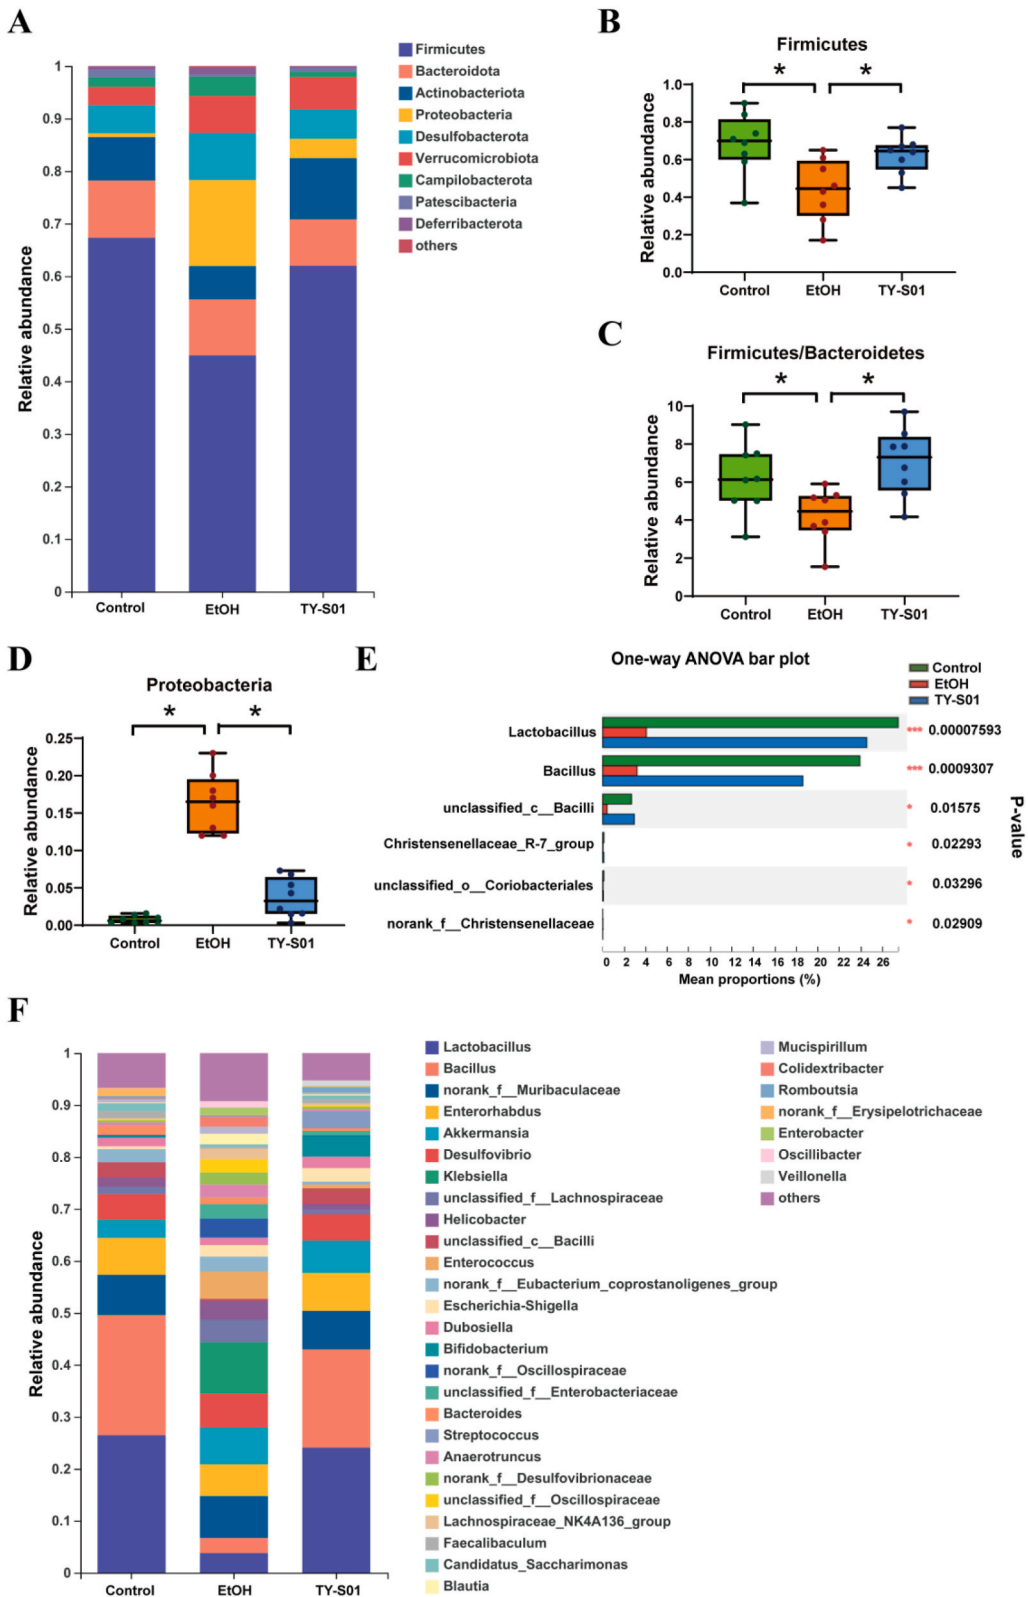 A
Firmicutes
Bacteroidota
Actinobacteriota
Proteobacteria
Desulfobacterota
Verrucomicrobiota
Campilobacterota
Patescibacteria
Deferribacterota
others
Relative abundance
1
0.9
0.8
0.7
0.6
0.5
0.4
0.3
0.2
0.1
0
Control
EtOH
TY-S01
B
Firmicutes
*
*
Relative abundance
1.0
0.8
0.6
0.4
0.2
0.0
Control
EtOH
TY-S01
C
Firmicutes/Bacteroidetes
*
*
Relative abundance
10
8
6
4
2
0
Control
EtOH
TY-S01
D
Proteobacteria
*
*
Relative abundance
0.25
0.20
0.15
0.10
0.05
0.00
Control
EtOH
TY-S01
E
One-way ANOVA bar plot
Control
EtOH
TY-S01
Lactobacillus
*** 0.00007593
Bacillus
*** 0.0009307
unclassified_c__Bacilli
* 0.01575
Christensenellaceae_R-7_group
* 0.02293
unclassified_o__Coriobacteriales
* 0.03296
norank_f__Christensenellaceae
* 0.02909
P-value
0 2 4 6 8 10 12 14 16 18 20 22 24 26
Mean proportions (%)
F
Relative abundance
1
0.9
0.8
0.7
0.6
0.5
0.4
0.3
0.2
0.1
0
Control
EtOH
TY-S01
Lactobacillus
Bacillus
norank_f__Muribaculaceae
Enterorhabdus
Akkermansia
Desulfovibrio
Klebsiella
unclassified_f__Lachnospiraceae
Helicobacter
unclassified_c__Bacilli
Enterococcus
norank_f__Eubacterium_coprostanoligenes_group
Escherichia-Shigella
Dubosiella
Bifidobacterium
norank_f__Oscillospiraceae
unclassified_f__Enterobacteriaceae
Bacteroides
Streptococcus
Anaerotruncus
norank_f__Desulfovibrionaceae
unclassified_f__Oscillospiraceae
Lachnospiraceae_NK4A136_group
Faecalibaculum
Candidatus_Saccharimonas
Blautia
Mucispirillum
Colidextribacter
Romboutsia
norank_f__Erysipelotrichaceae
Enterobacter
Oscillibacter
Veillonella
others